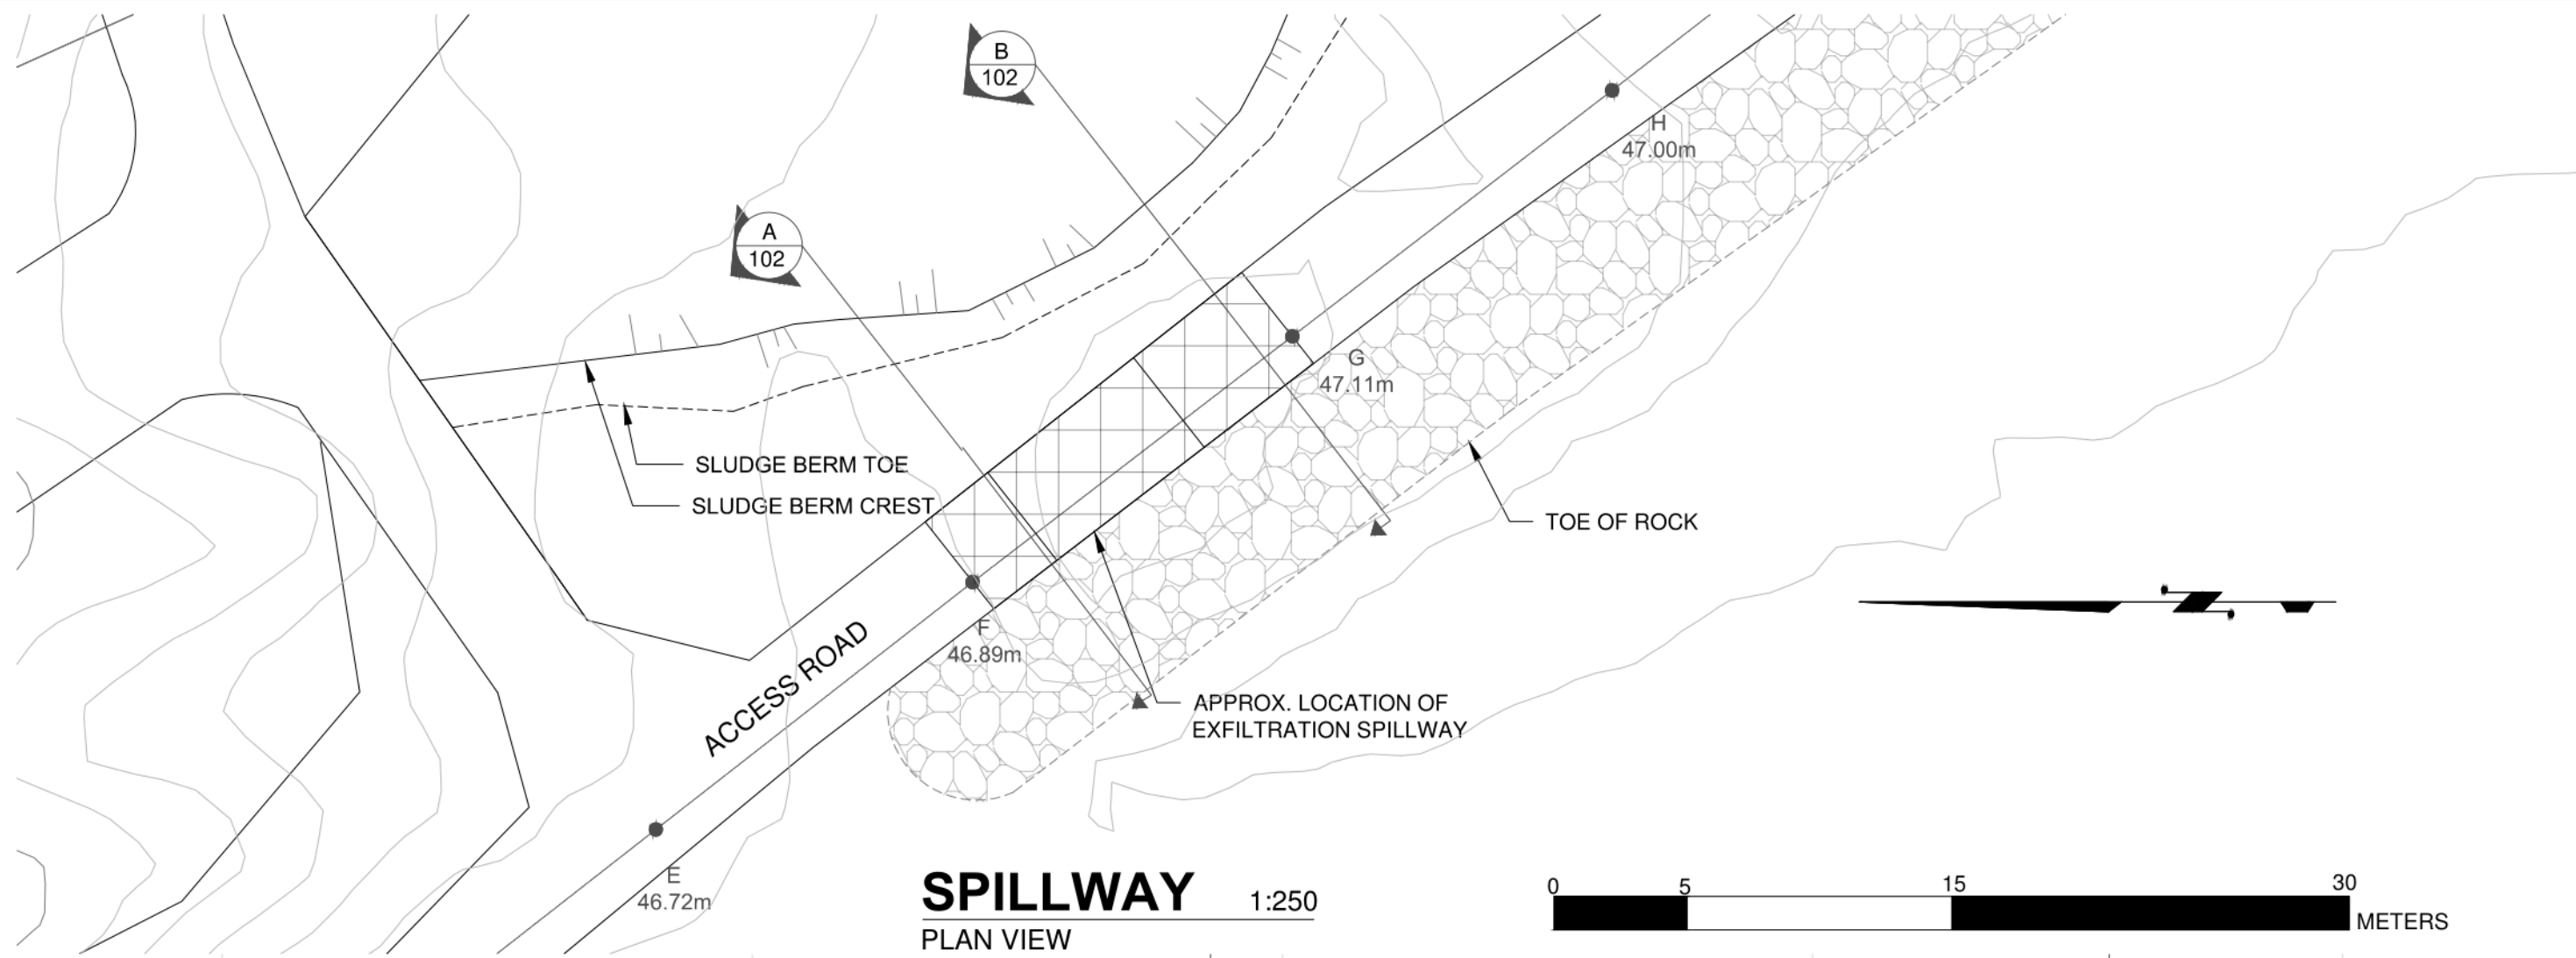 B
102
A
102
H
47.00m
G
47.11m
SLUDGE BERM TOE
SLUDGE BERM CREST
TOE OF ROCK
F
46.89m
ACCESS ROAD
APPROX. LOCATION OF
EXFILTRATION SPILLWAY
E
46.72m
SPILLWAY 1:250
PLAN VIEW
0 5 15 30
METERS